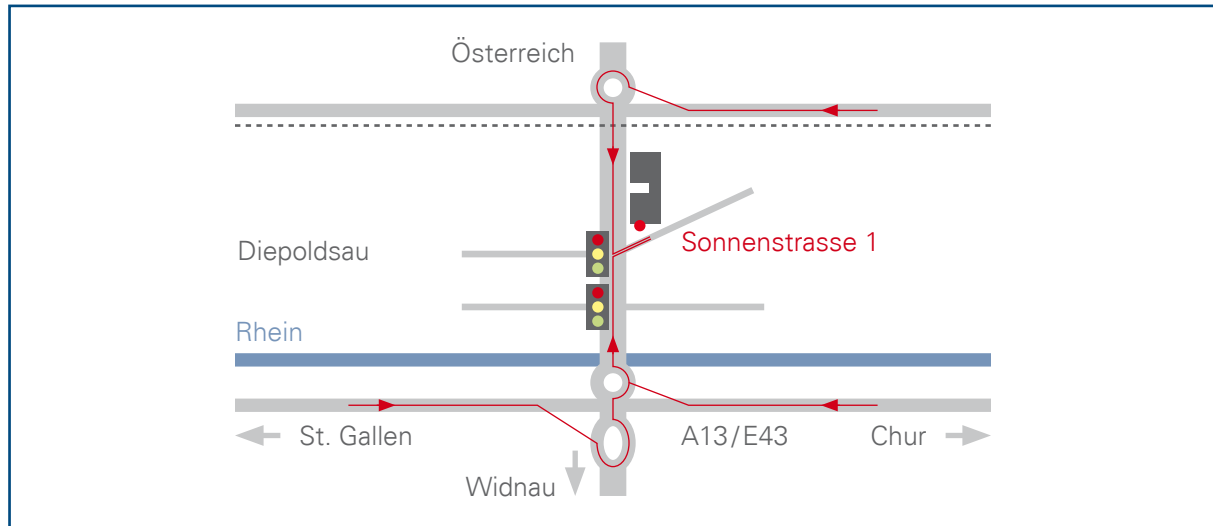 Österreich
Diepoldsau
Sonnenstrasse 1
Rhein
St. Gallen
A13/E43
Chur
Widnau